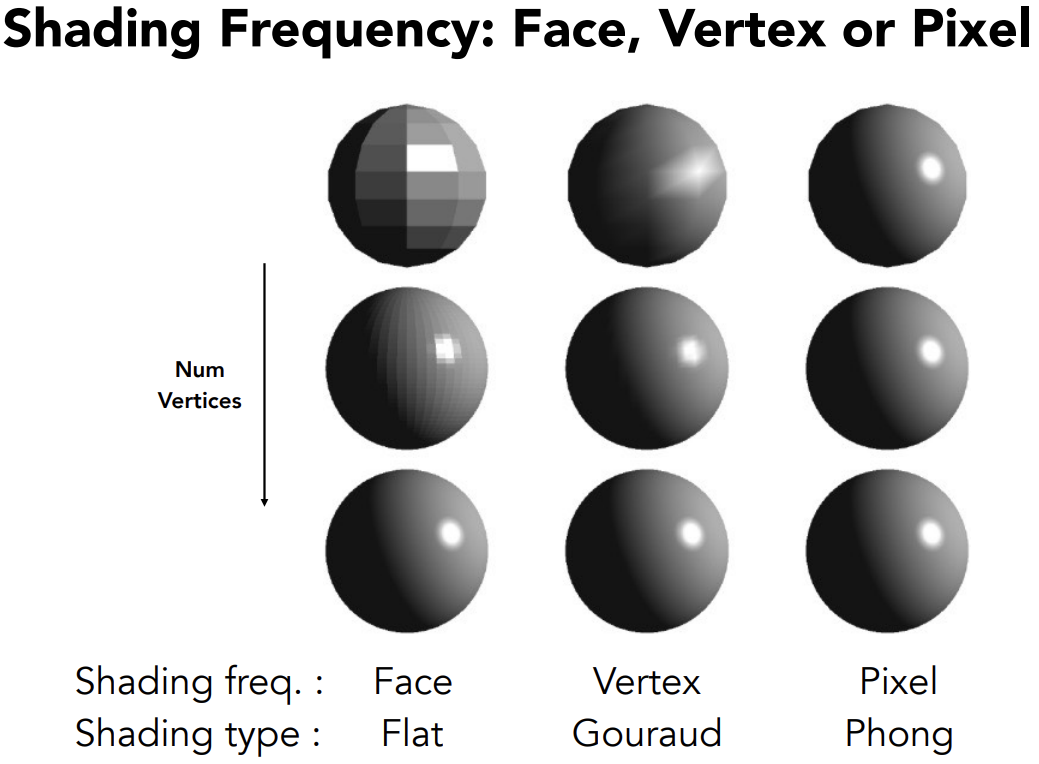 Shading Frequency: Face, Vertex or Pixel
Num
Vertices
Shading freq. : Face Vertex Pixel
Shading type : Flat Gouraud Phong